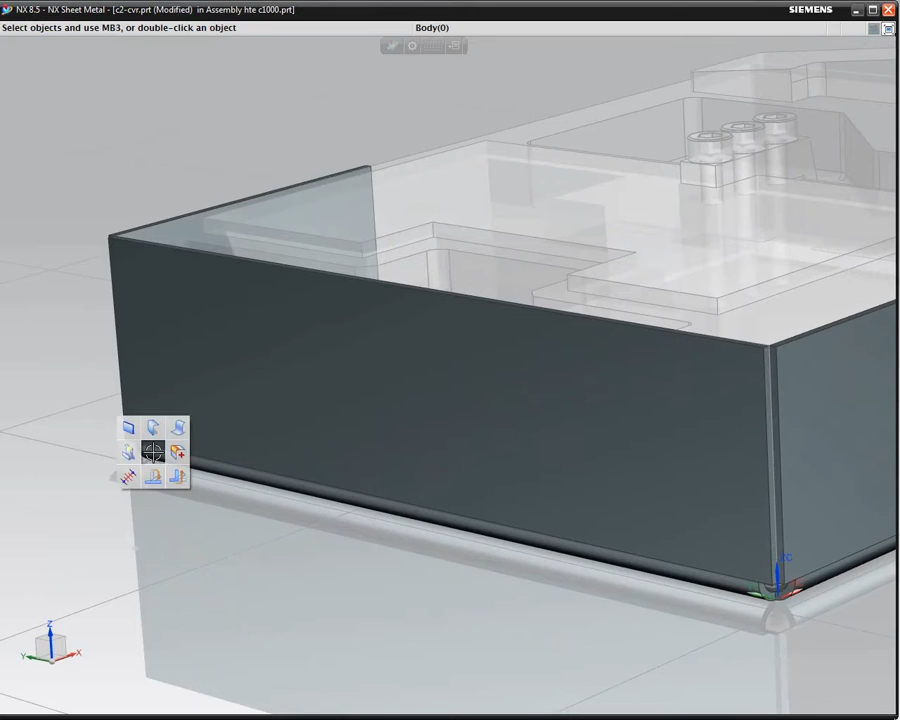 NX 8.5 - NX Sheet Metal - [c2-cvr.prt (Modified)  in Assembly hte c1000.prt]
SIEMENS
Select objects and use MB3, or double-click an object
Body(0)
ZC
Z
Y
X